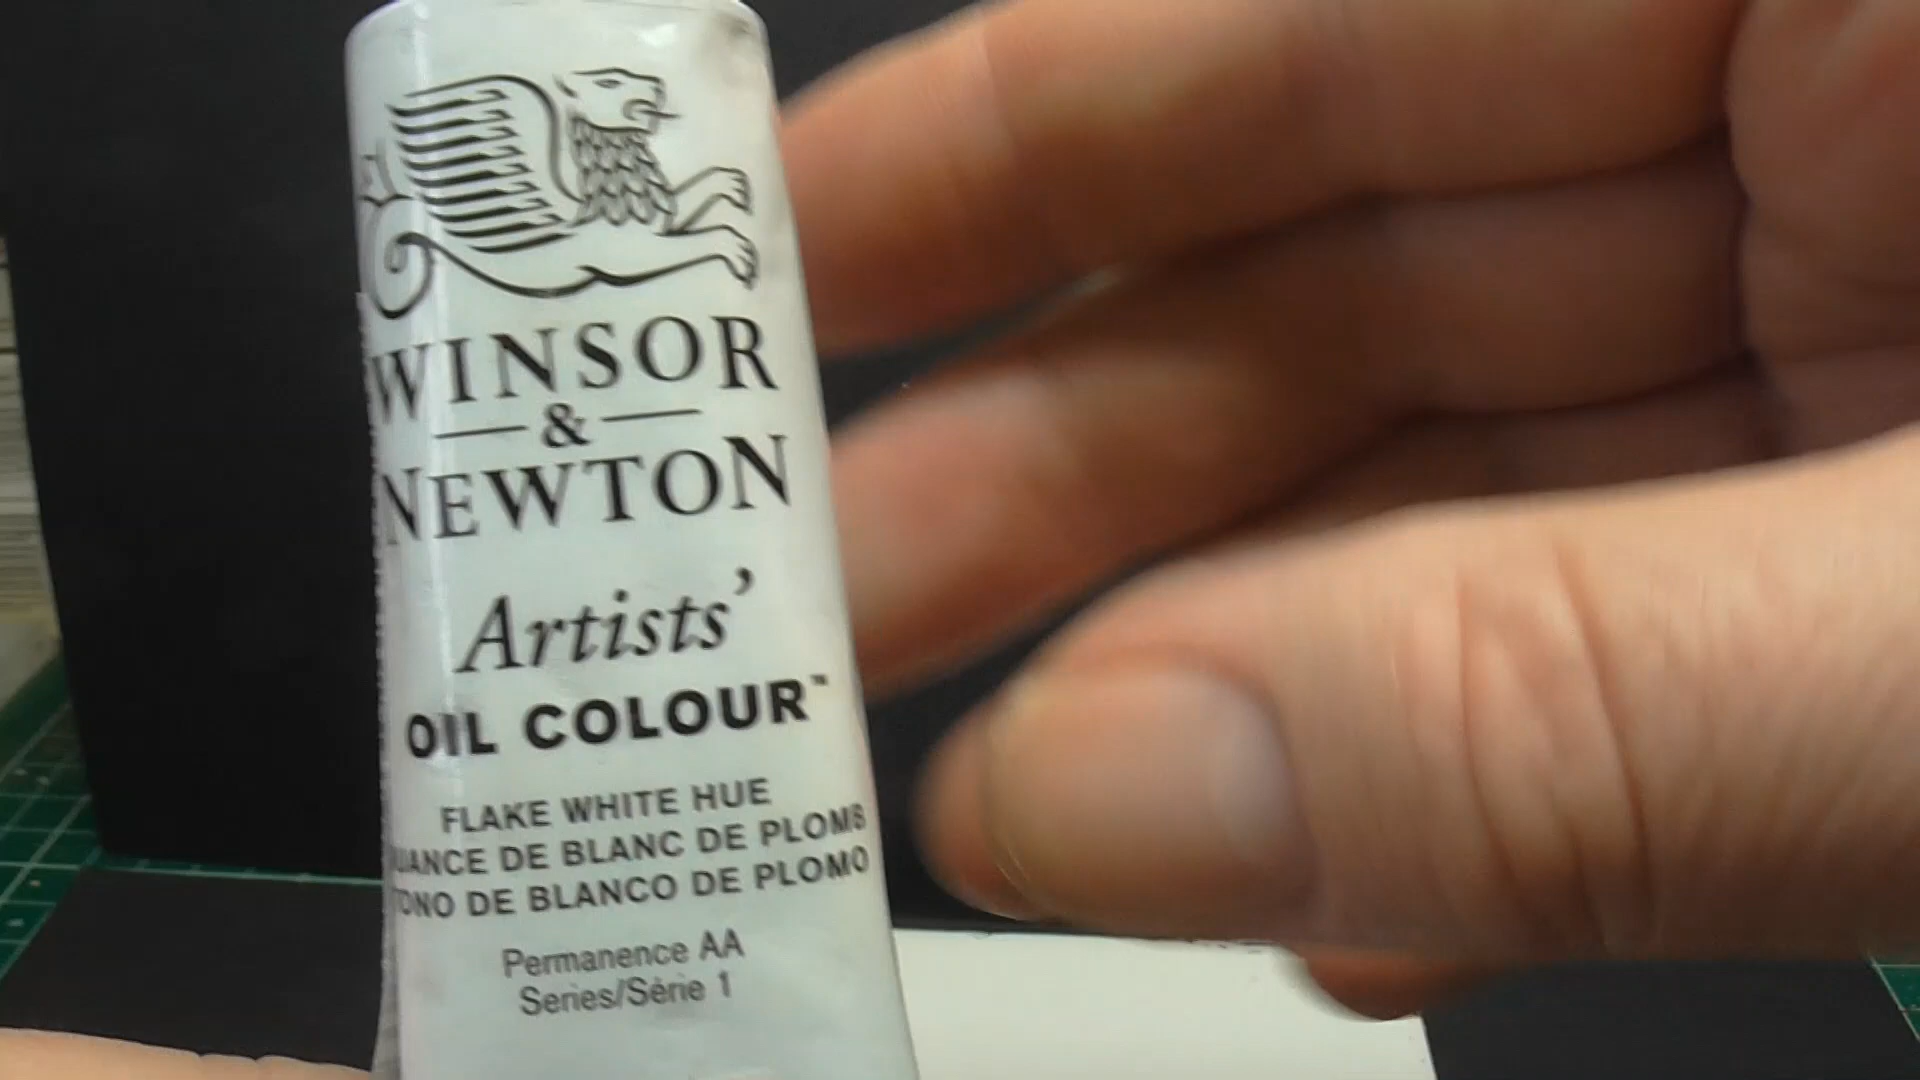 WINSOR
&
NEWTON
Artists'
OIL COLOUR™
FLAKE WHITE HUE
NUANCE DE BLANC DE PLOMB
TONO DE BLANCO DE PLOMO
Permanence AA
Series/Série 1